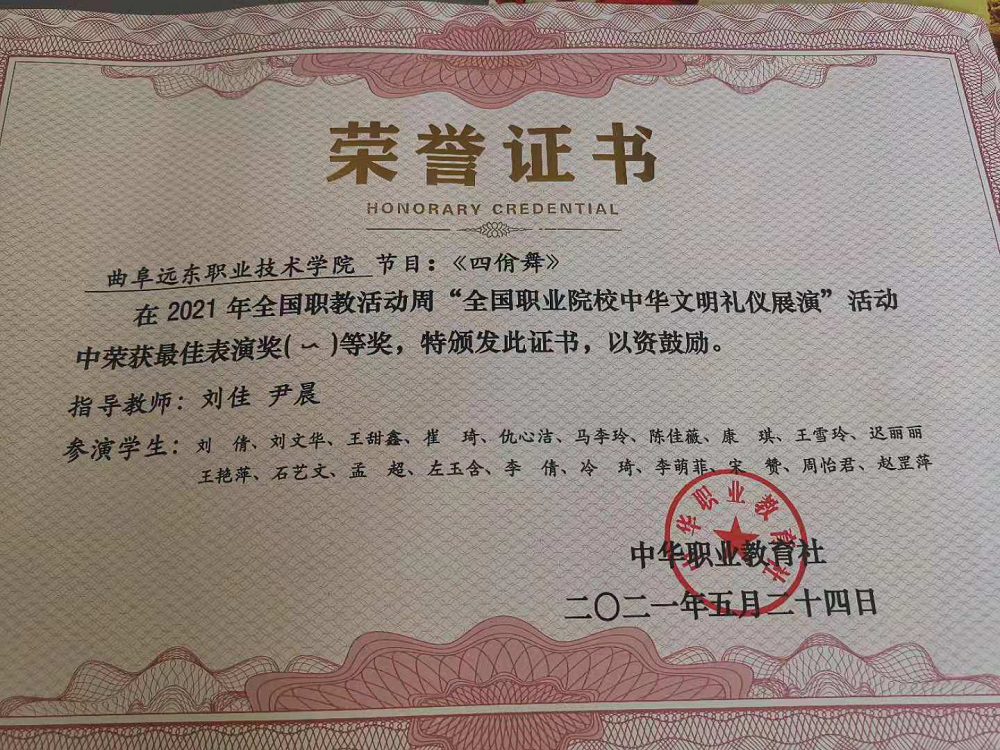 荣誉证书
HONORARY CREDENTIAL
曲阜远东职业技术学院 节目：《四佾舞》
在 2021 年全国职教活动周“全国职业院校中华文明礼仪展演”活动
中荣获最佳表演奖( 一 )等奖，特颁发此证书，以资鼓励。
指导教师：刘佳 尹晨
参演学生：刘　倩、刘文华、王甜鑫、崔　琦、仇心洁、马李玲、陈佳薇、康　琪、王雪玲、迟丽丽
王艳萍、石艺文、孟　超、左玉含、李　倩、冷　琦、李萌菲、宋　赞、周怡君、赵罡萍
中华职业教育社
中华职业教育社
二〇二一年五月二十四日